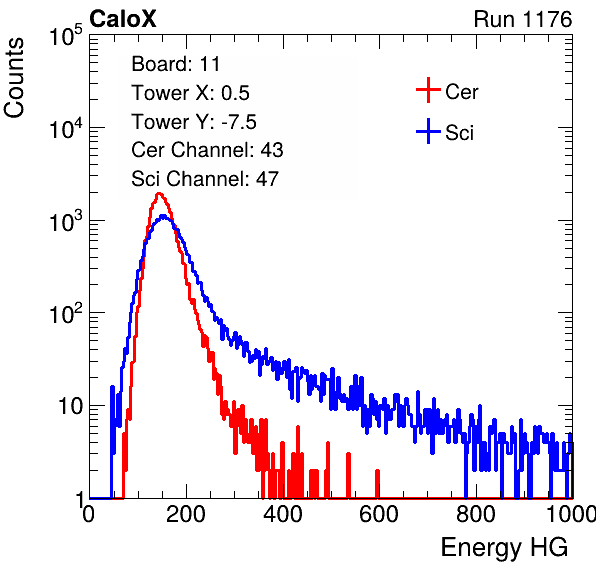 CaloX
Run 1176
Counts
10^5
10^4
10^3
10^2
10
1
Board: 11
Tower X: 0.5
Tower Y: -7.5
Cer Channel: 43
Sci Channel: 47
Cer
Sci
0 200 400 600 800 1000
Energy HG